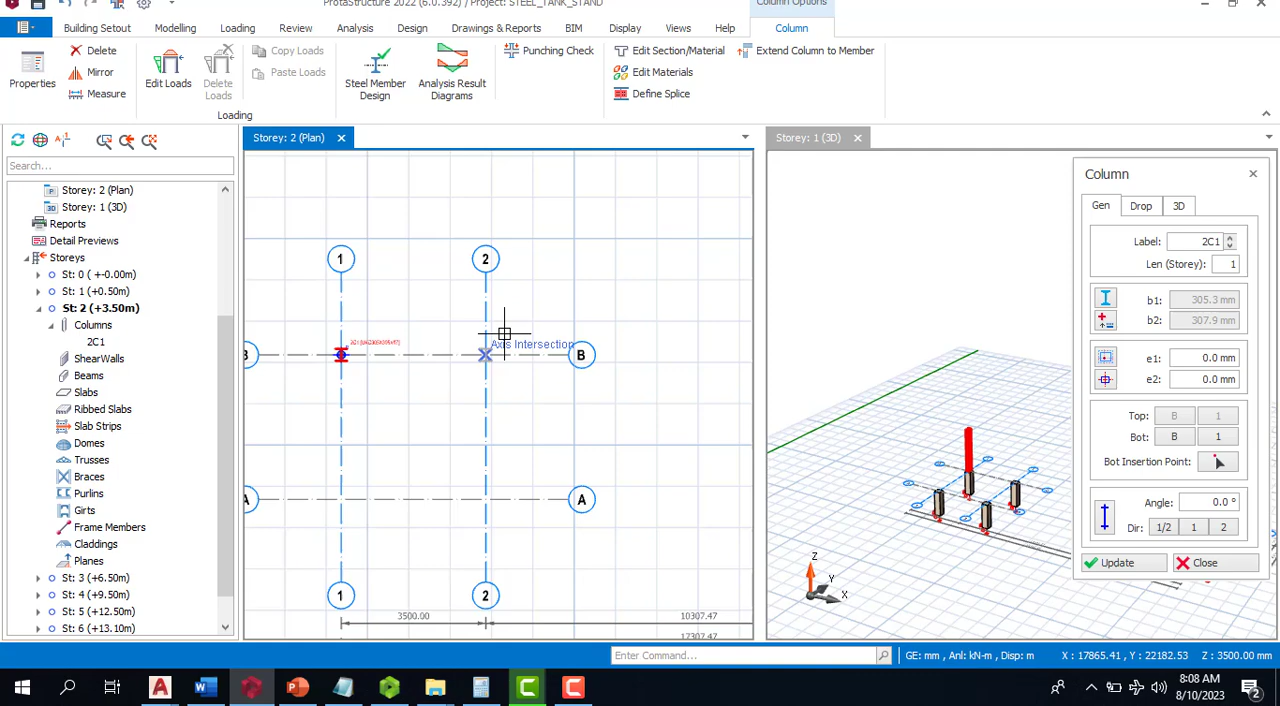 ProtaStructure 2022 (6.0.392) / Project: STEEL_TANK_STAND
Column Options
Building Setout
Modelling
Loading
Review
Analysis
Design
Drawings & Reports
BIM
Display
Views
Help
Column
Properties
Delete
Mirror
Measure
Edit Loads
Delete Loads
Copy Loads
Paste Loads
Loading
Steel Member Design
Analysis Result Diagrams
Punching Check
Edit Section/Material
Edit Materials
Define Splice
Extend Column to Member
Storey: 2 (Plan)
Storey: 1 (3D)
Search...
Storey: 2 (Plan)
Storey: 1 (3D)
Reports
Detail Previews
Storeys
St: 0 ( +-0.00m)
St: 1 (+0.50m)
St: 2 (+3.50m)
Columns
2C1
ShearWalls
Beams
Slabs
Ribbed Slabs
Slab Strips
Domes
Trusses
Braces
Purlins
Girts
Frame Members
Claddings
Planes
St: 3 (+6.50m)
St: 4 (+9.50m)
St: 5 (+12.50m)
St: 6 (+13.10m)
1
2
Axis Intersection
B
B
A
A
1
2
3500.00
10307.47
17307.47
Z
Y
X
Column
Gen
Drop
3D
Label: 2C1
Len (Storey): 1
b1: 305.3 mm
b2: 307.9 mm
e1: 0.0 mm
e2: 0.0 mm
Top: B 1
Bot: B 1
Bot Insertion Point:
Angle: 0.0 °
Dir: 1/2 1 2
Update
Close
Enter Command...
GE: mm , Anl: kN-m , Disp: m
X : 17865.41 , Y : 22182.53
Z : 3500.00 mm
8:08 AM
8/10/2023
2